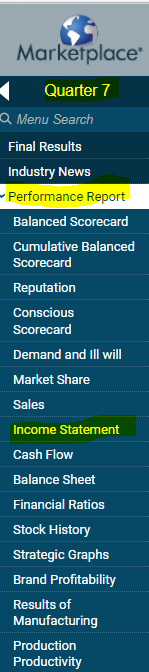 Marketplace®
Quarter 7
Menu Search
Final Results
Industry News
Performance Report
Balanced Scorecard
Cumulative Balanced
Scorecard
Reputation
Conscious
Scorecard
Demand and Ill will
Market Share
Sales
Income Statement
Cash Flow
Balance Sheet
Financial Ratios
Stock History
Strategic Graphs
Brand Profitability
Results of
Manufacturing
Production
Productivity